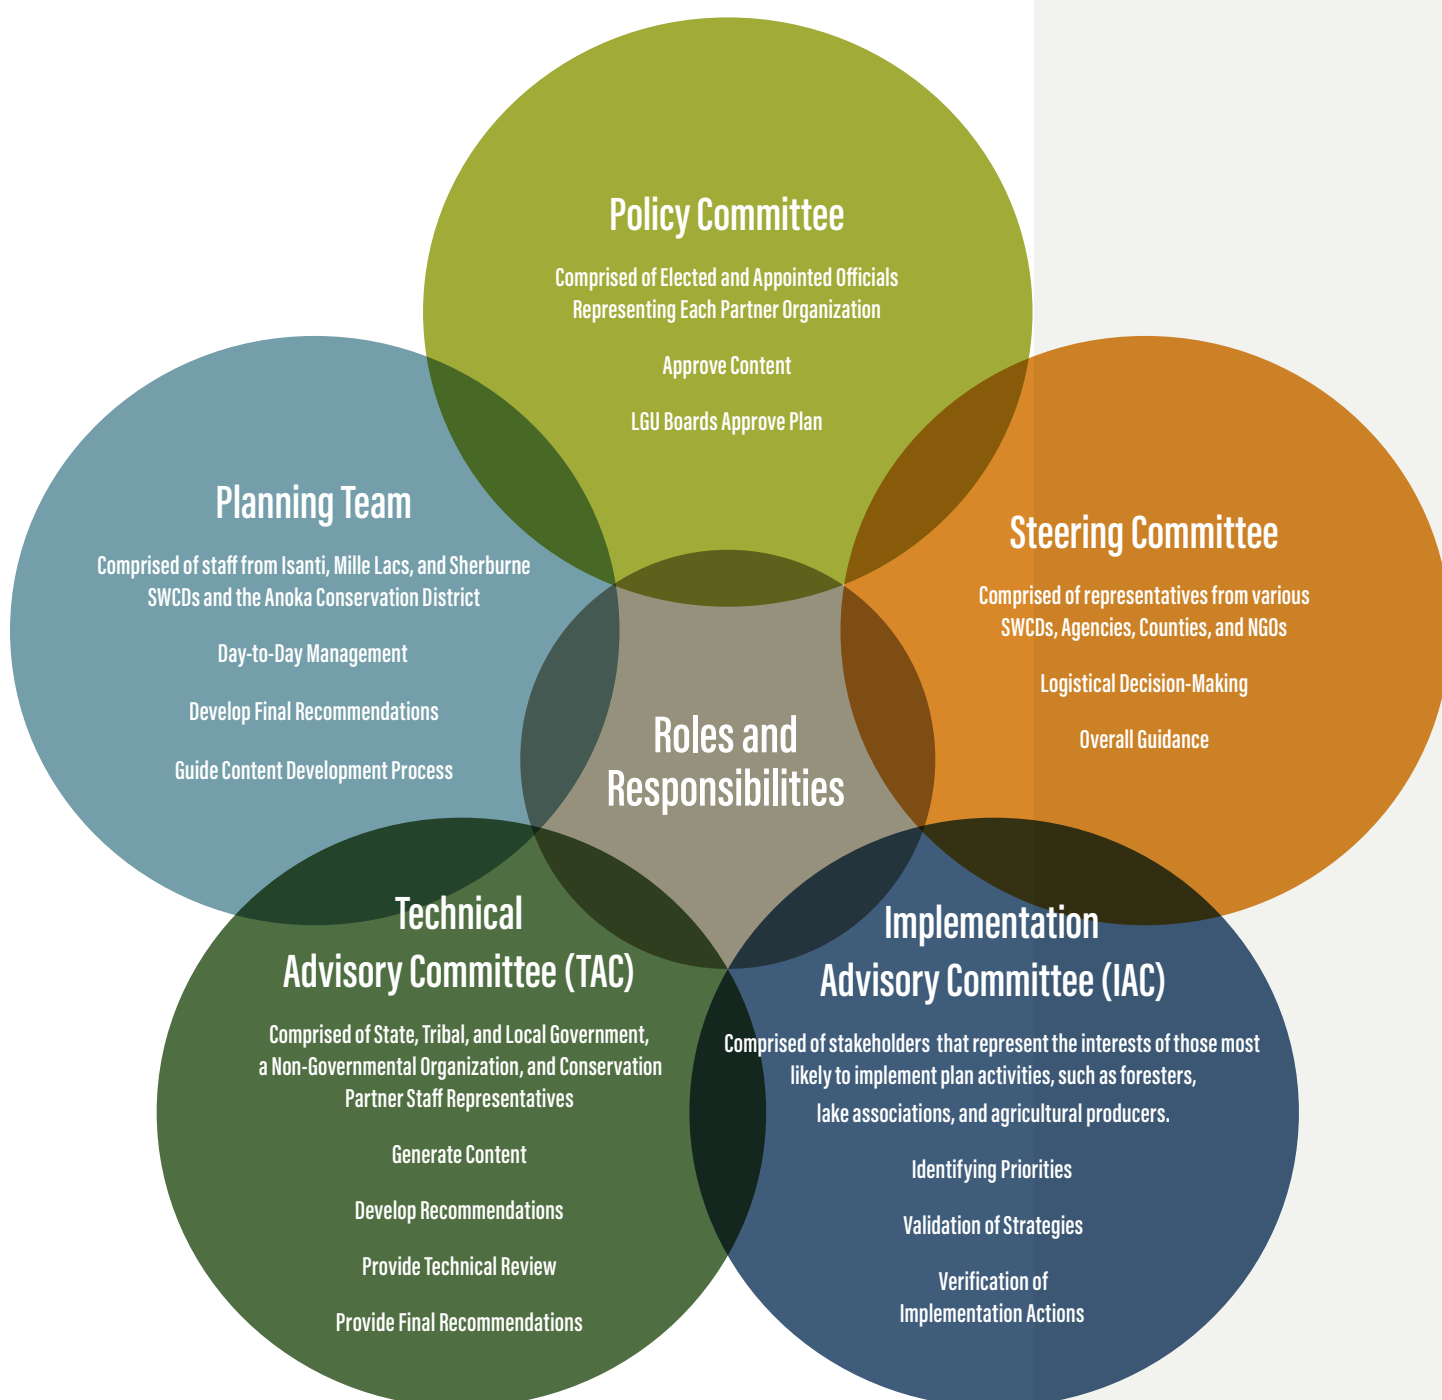 Policy Committee
Comprised of Elected and Appointed Officials
Representing Each Partner Organization
Approve Content
LGU Boards Approve Plan
Planning Team
Comprised of staff from Isanti, Mille Lacs, and Sherburne
SWCDs and the Anoka Conservation District
Day-to-Day Management
Develop Final Recommendations
Guide Content Development Process
Steering Committee
Comprised of representatives from various
SWCDs, Agencies, Counties, and NGOs
Logistical Decision-Making
Overall Guidance
Roles and
Responsibilities
Technical
Advisory Committee (TAC)
Comprised of State, Tribal, and Local Government,
a Non-Governmental Organization, and Conservation
Partner Staff Representatives
Generate Content
Develop Recommendations
Provide Technical Review
Provide Final Recommendations
Implementation
Advisory Committee (IAC)
Comprised of stakeholders that represent the interests of those most
likely to implement plan activities, such as foresters,
lake associations, and agricultural producers.
Identifying Priorities
Validation of Strategies
Verification of
Implementation Actions